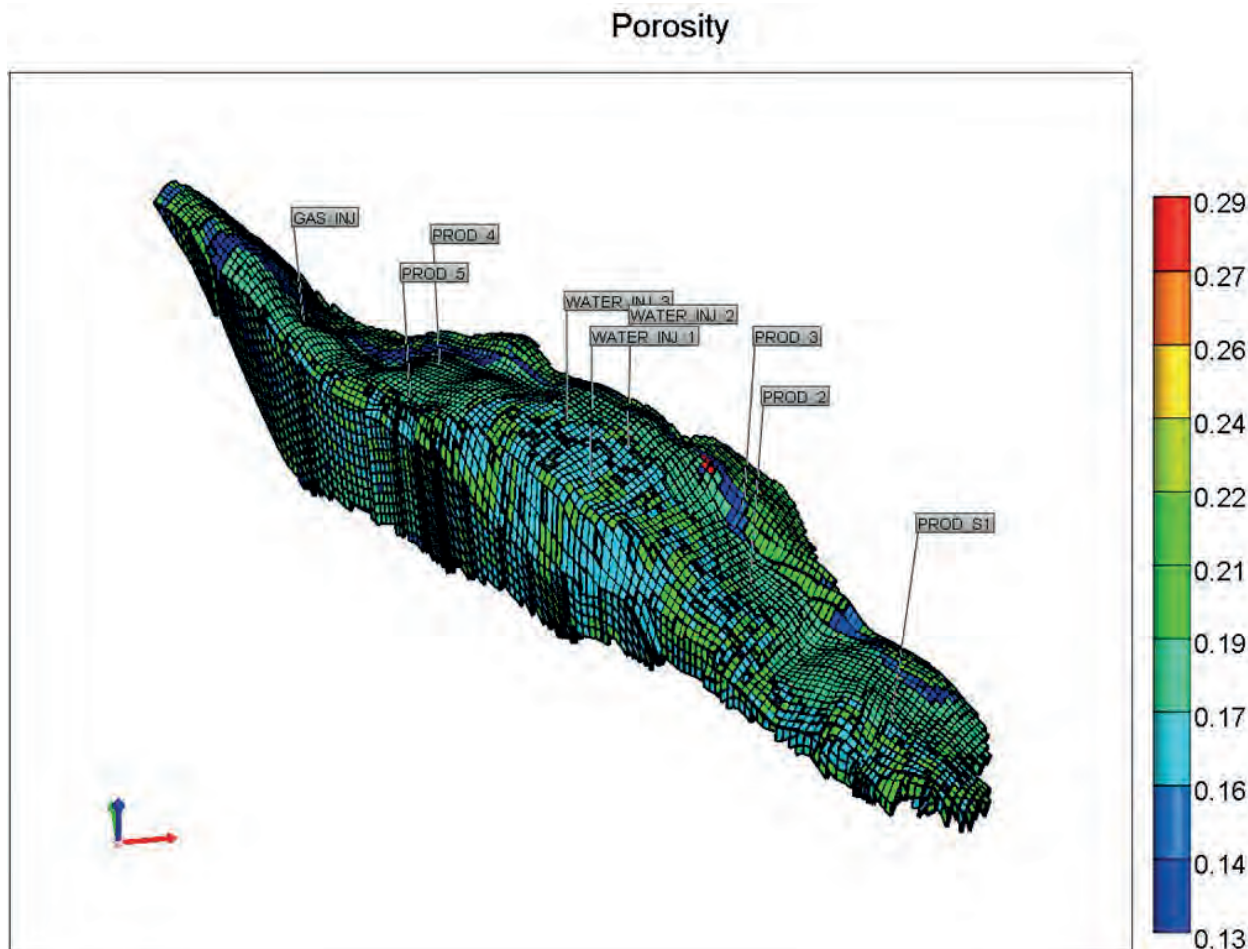 Porosity
GAS INJ
PROD 4
PROD 5
WATER INJ 3
WATER INJ 2
WATER INJ 1
PROD 3
PROD 2
PROD S1
0.29
0.27
0.26
0.24
0.22
0.21
0.19
0.17
0.16
0.14
0.13